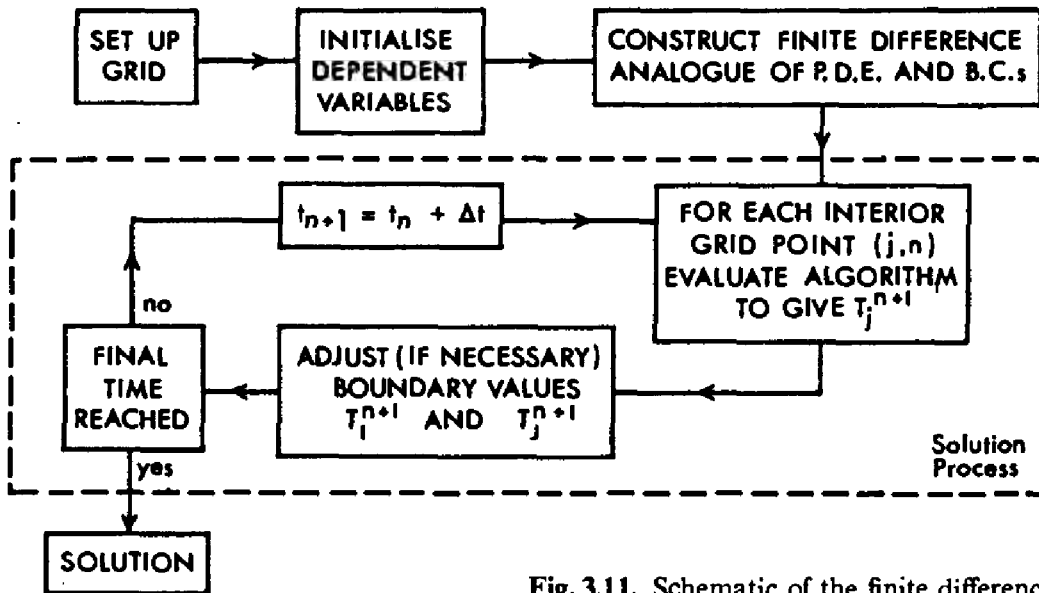 SET UP
GRID
INITIALISE
DEPENDENT
VARIABLES
CONSTRUCT FINITE DIFFERENCE
ANALOGUE OF P.D.E. AND B.C.s
t_{n+1} = t_n + Δt
FOR EACH INTERIOR
GRID POINT (j,n)
EVALUATE ALGORITHM
TO GIVE T_j^{n+1}
no
FINAL
TIME
REACHED
ADJUST (IF NECESSARY)
BOUNDARY VALUES
T_1^{n+1} AND T_j^{n+1}
yes
Solution
Process
SOLUTION
Fig. 3.11. Schematic of the finite differenc